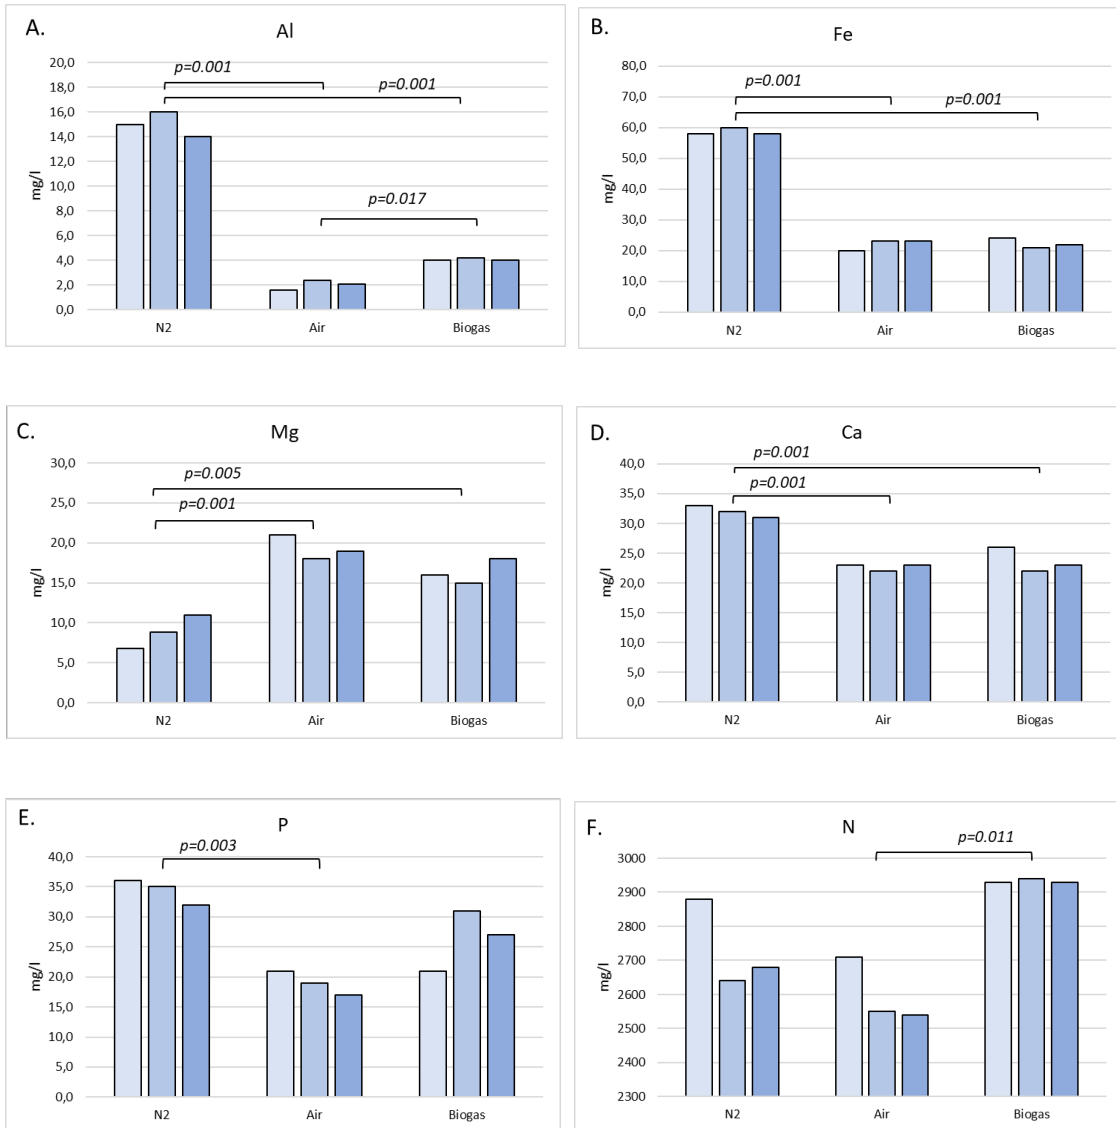 A.
Al
20,0
18,0
16,0
14,0
12,0
10,0
8,0
6,0
4,0
2,0
0,0
mg/l
p=0.001
p=0.001
p=0.017
N2 Air Biogas
B.
Fe
80,0
70,0
60,0
50,0
40,0
30,0
20,0
10,0
0,0
mg/l
p=0.001
p=0.001
N2 Air Biogas
C.
Mg
30,0
25,0
20,0
15,0
10,0
5,0
0,0
mg/l
p=0.005
p=0.001
N2 Air Biogas
D.
Ca
40,0
35,0
30,0
25,0
20,0
15,0
10,0
5,0
0,0
mg/l
p=0.001
p=0.001
N2 Air Biogas
E.
P
40,0
35,0
30,0
25,0
20,0
15,0
10,0
5,0
0,0
mg/l
p=0.003
N2 Air Biogas
F.
N
3000
2900
2800
2700
2600
2500
2400
2300
mg/l
p=0.011
N2 Air Biogas